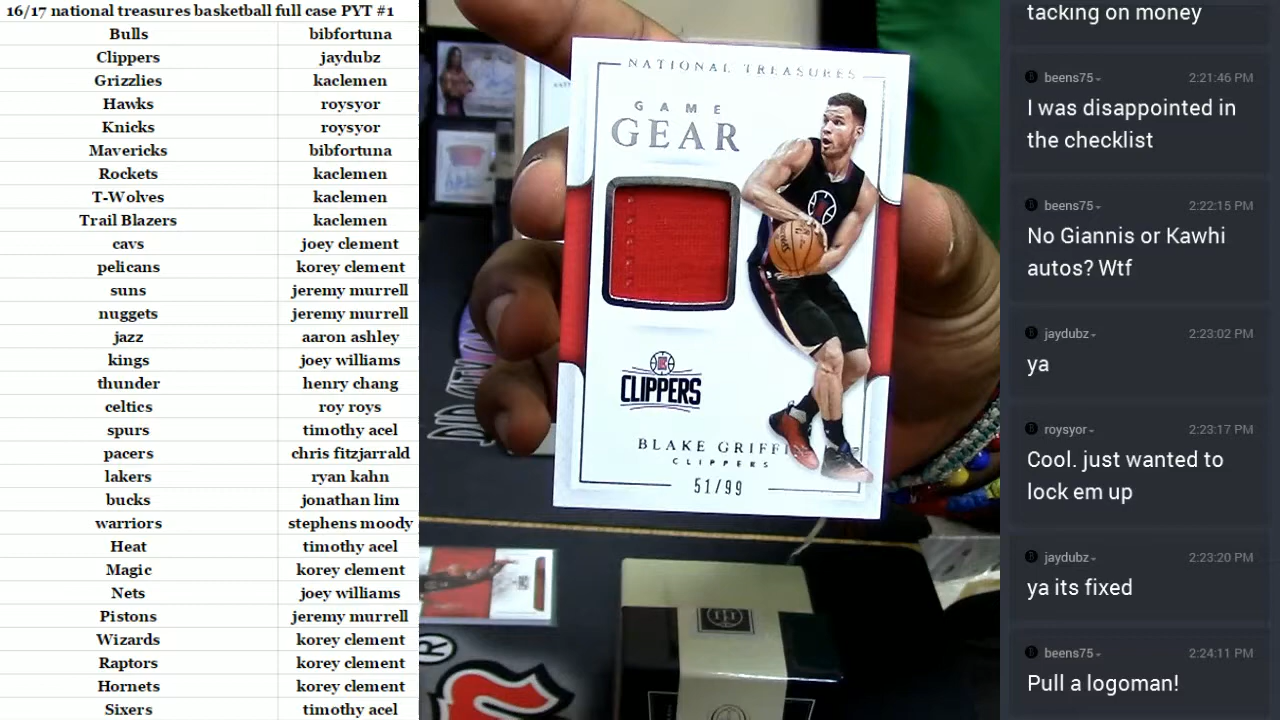 16/17 national treasures basketball full case PYT #1
Bulls bibfortuna
Clippers jaydubz
Grizzlies kaclemen
Hawks roysyor
Knicks roysyor
Mavericks bibfortuna
Rockets kaclemen
T-Wolves kaclemen
Trail Blazers kaclemen
cavs joey clement
pelicans korey clement
suns jeremy murrell
nuggets jeremy murrell
jazz aaron ashley
kings joey williams
thunder henry chang
celtics roy roys
spurs timothy acel
pacers chris fitzjarrald
lakers ryan kahn
bucks jonathan lim
warriors stephens moody
Heat timothy acel
Magic korey clement
Nets joey williams
Pistons jeremy murrell
Wizards korey clement
Raptors korey clement
Hornets korey clement
Sixers timothy acel
NATIONAL TREASURES
GAME
GEAR
CLIPPERS
BLAKE GRIFFI
CLIPPERS
51/99
tacking on money
beens75 2:21:46 PM
I was disappointed in
the checklist
beens75 2:22:15 PM
No Giannis or Kawhi
autos? Wtf
jaydubz 2:23:02 PM
ya
roysyor 2:23:17 PM
Cool. just wanted to
lock em up
jaydubz 2:23:20 PM
ya its fixed
beens75 2:24:11 PM
Pull a logoman!